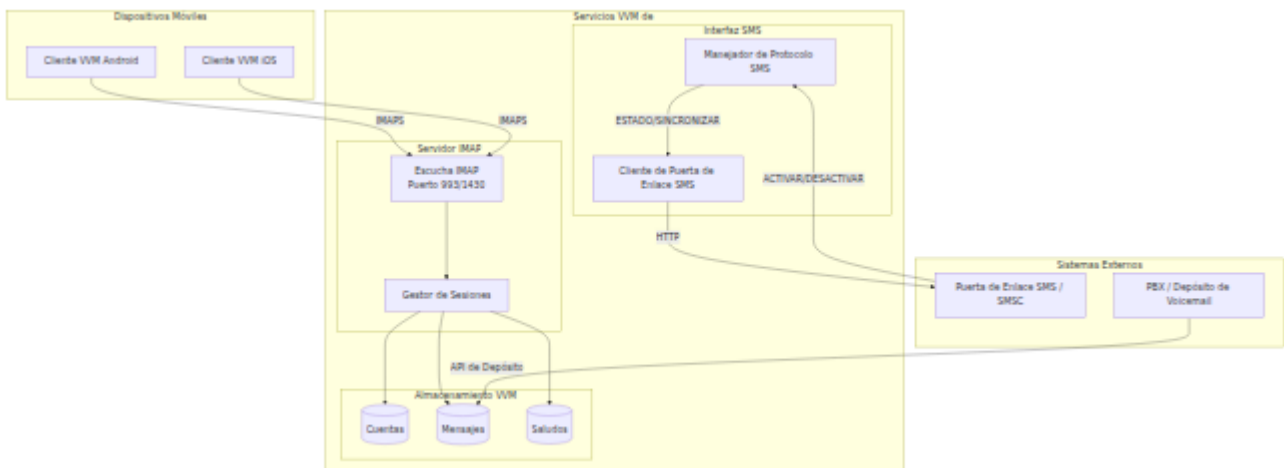 Dispositivos Móviles
Cliente VVM Android
Cliente VVM iOS
Servicios VVM de
Interfaz SMS
Manejador de Protocolo
SMS
IMAPS
IMAPS
ESTADO/SINCRONIZAR
Servidor IMAP
Escucha IMAP
Puerto 993/1430
Cliente de Puerta de
Enlace SMS
ACTIVAR/DESACTIVAR
HTTP
Sistemas Externos
Gestor de Sesiones
Puerta de Enlace SMS /
SMSC
PBX / Depósito de
Voicemail
API de Depósito
Almacenamiento VVM
Cuentas
Mensajes
Saludos